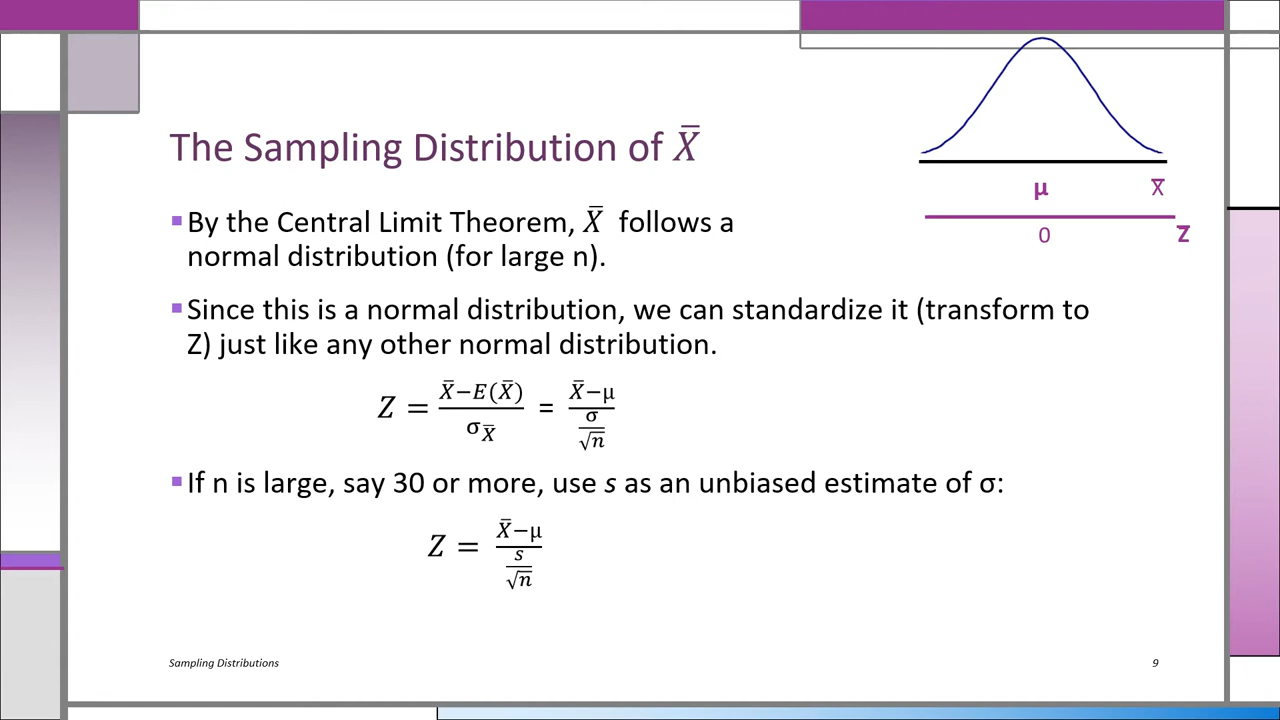 The Sampling Distribution of X̄
μ X̄
0 Z
▪By the Central Limit Theorem, X̄ follows a
normal distribution (for large n).
▪Since this is a normal distribution, we can standardize it (transform to
Z) just like any other normal distribution.
Z = (X̄−E(X̄))/σ_X̄ = (X̄−μ)/(σ/√n)
▪If n is large, say 30 or more, use s as an unbiased estimate of σ:
Z = (X̄−μ)/(s/√n)
Sampling Distributions 9